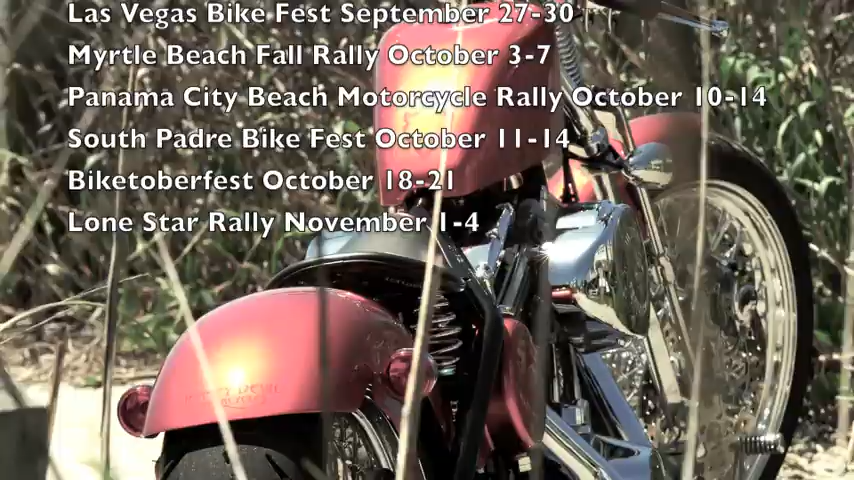 Las Vegas Bike Fest September 27-30
Myrtle Beach Fall Rally October 3-7
Panama City Beach Motorcycle Rally October 10-14
South Padre Bike Fest October 11-14
Biketoberfest October 18-21
Lone Star Rally November 1-4